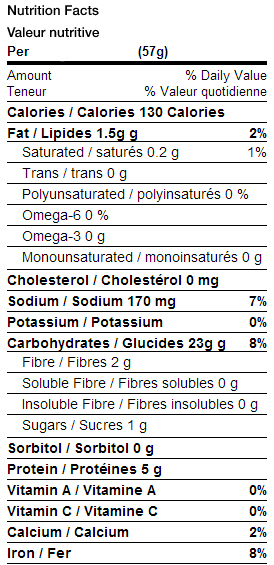 Nutrition Facts
Valeur nutritive
Per (57g)
Amount % Daily Value
Teneur % Valeur quotidienne
Calories / Calories 130 Calories
Fat / Lipides 1.5g g 2%
Saturated / saturés 0.2 g 1%
Trans / trans 0 g
Polyunsaturated / polyinsaturés 0 %
Omega-6 0 %
Omega-3 0 g
Monounsaturated / monoinsaturés 0 g
Cholesterol / Cholestérol 0 mg
Sodium / Sodium 170 mg 7%
Potassium / Potassium 0%
Carbohydrates / Glucides 23g g 8%
Fibre / Fibres 2 g
Soluble Fibre / Fibres solubles 0 g
Insoluble Fibre / Fibres insolubles 0 g
Sugars / Sucres 1 g
Sorbitol / Sorbitol 0 g
Protein / Protéines 5 g
Vitamin A / Vitamine A 0%
Vitamin C / Vitamine C 0%
Calcium / Calcium 2%
Iron / Fer 8%